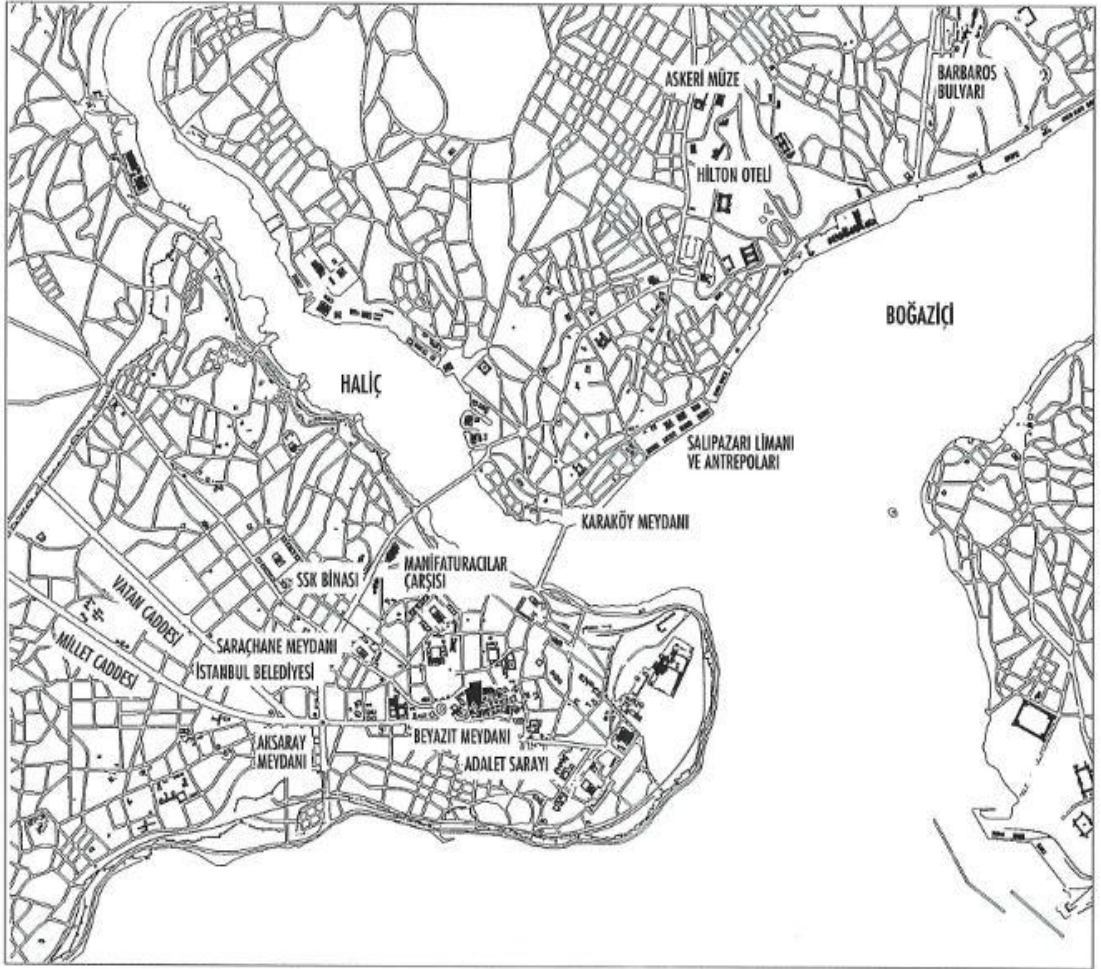 ASKERİ MÜZE
BARBAROS
BULVARI
HİLTON OTELİ
BOĞAZİÇİ
HALİÇ
SALIPAZARI LİMANI
VE ANTREPOLARI
KARAKÖY MEYDANI
SSK BİNASI
MANİFATURACILAR
ÇARŞISI
VATAN CADDESİ
MİLLET CADDESİ
SARAÇHANE MEYDANI
İSTANBUL BELEDİYESİ
BEYAZIT MEYDANI
AKSARAY
MEYDANI
ADALET SARAYI